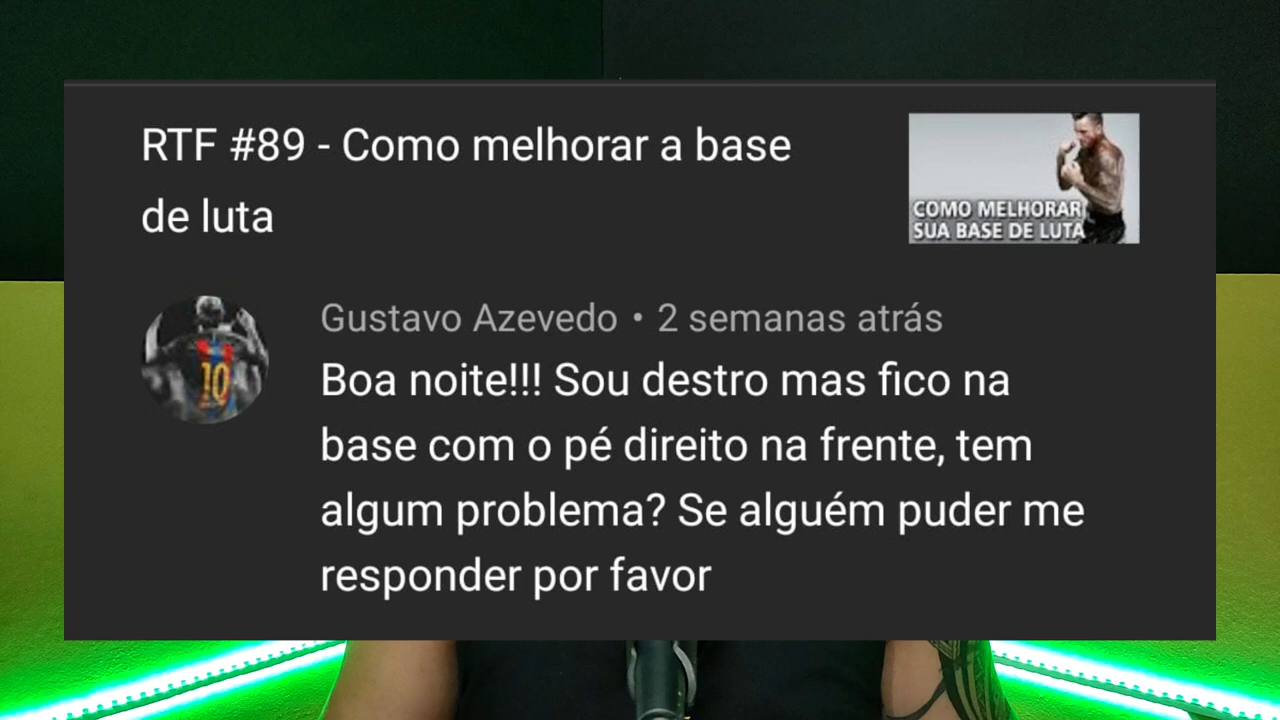 RTF #89 - Como melhorar a base
de luta
COMO MELHORAR
SUA BASE DE LUTA
Gustavo Azevedo • 2 semanas atrás
10
Boa noite!!! Sou destro mas fico na
base com o pé direito na frente, tem
algum problema? Se alguém puder me
responder por favor